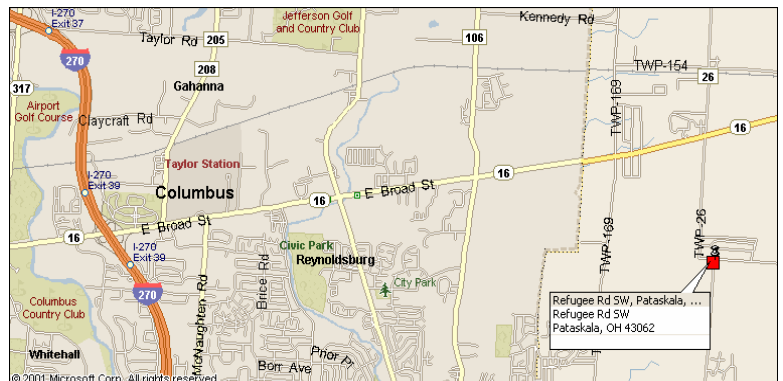 I-270
Exit 37
Taylor Rd
205
Jefferson Golf
and Country Club
Kennedy Rd
106
270
208
TWP-154
26
317
Gahanna
TWP-169
Airport
Golf Course
Claycraft Rd
16
Taylor Station
I-270
Exit 39
Columbus
16
E Broad St
16
E Broad St
16
Civic Park
Reynoldsburg
TWP-169
TWP-26
I-270
Exit 39
Brice Rd
City Park
270
McNaughten Rd
Columbus
Country Club
Refugee Rd SW, Pataskala, ...
Refugee Rd SW
Pataskala, OH 43062
Whitehall
Prior Pl
Borr Ave
© 2001 Microsoft Corp. All rights reserved.